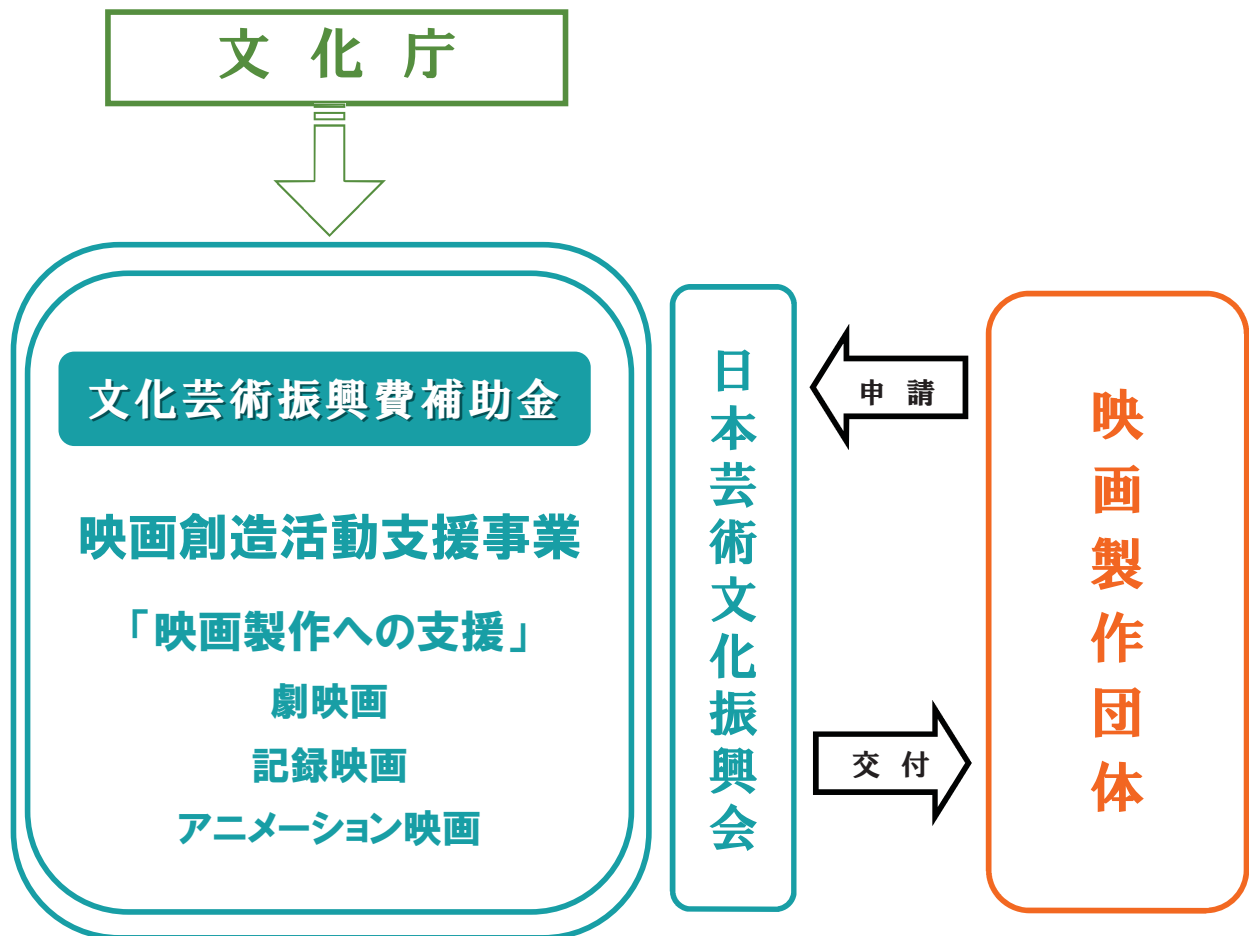 文化庁
文化芸術振興費補助金
映画創造活動支援事業
「映画製作への支援」
劇映画
記録映画
アニメーション映画
日本芸術文化振興会
申請
交付
映画製作団体